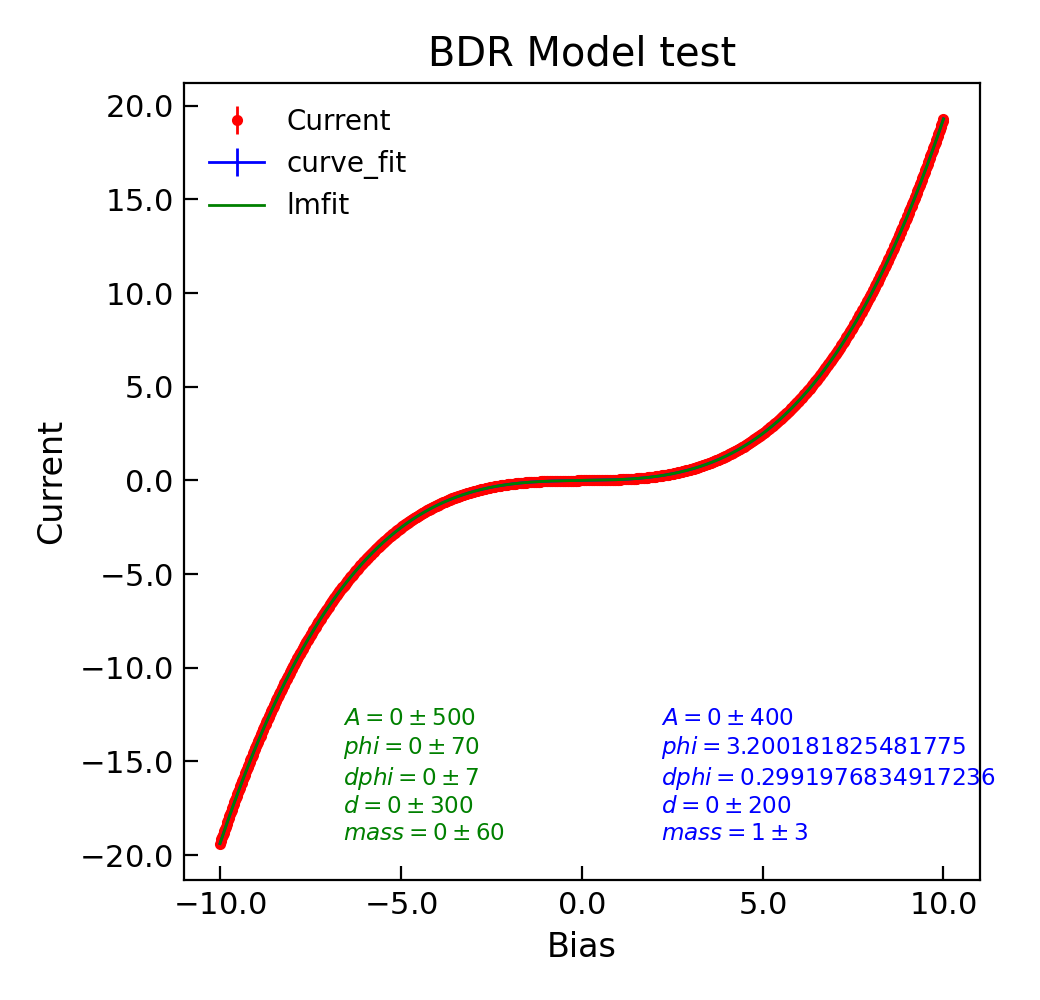 BDR Model test
20.0
15.0
10.0
5.0
0.0
−5.0
−10.0
−15.0
−20.0
Current
Current
curve_fit
lmfit
A = 0 ± 500
phi = 0 ± 70
dphi = 0 ± 7
d = 0 ± 300
mass = 0 ± 60
A = 0 ± 400
phi = 3.200181825481775
dphi = 0.2991976834917236
d = 0 ± 200
mass = 1 ± 3
−10.0 −5.0 0.0 5.0 10.0
Bias